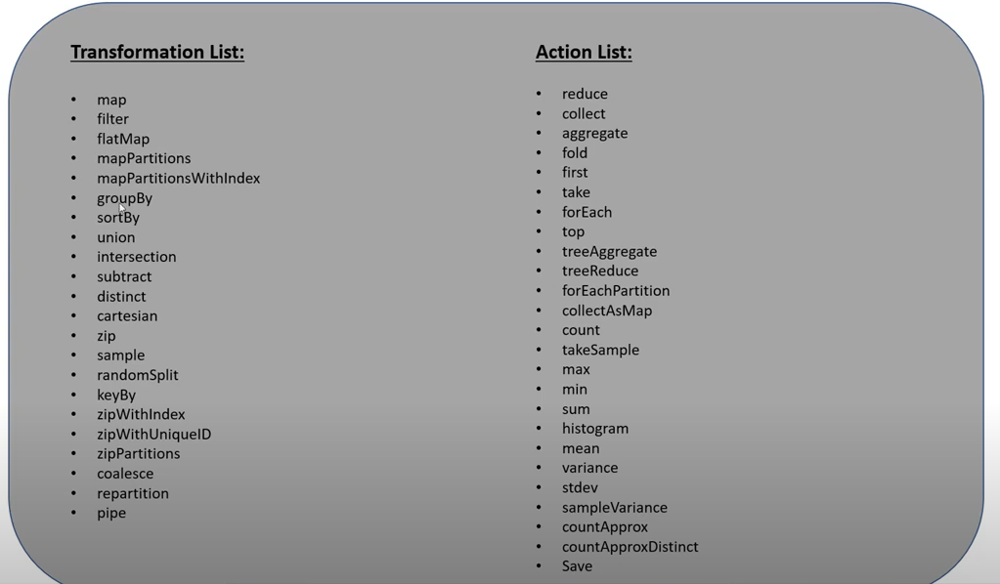 Transformation List:
• map
• filter
• flatMap
• mapPartitions
• mapPartitionsWithIndex
• groupBy
• sortBy
• union
• intersection
• subtract
• distinct
• cartesian
• zip
• sample
• randomSplit
• keyBy
• zipWithIndex
• zipWithUniqueID
• zipPartitions
• coalesce
• repartition
• pipe
Action List:
• reduce
• collect
• aggregate
• fold
• first
• take
• forEach
• top
• treeAggregate
• treeReduce
• forEachPartition
• collectAsMap
• count
• takeSample
• max
• min
• sum
• histogram
• mean
• variance
• stdev
• sampleVariance
• countApprox
• countApproxDistinct
• Save